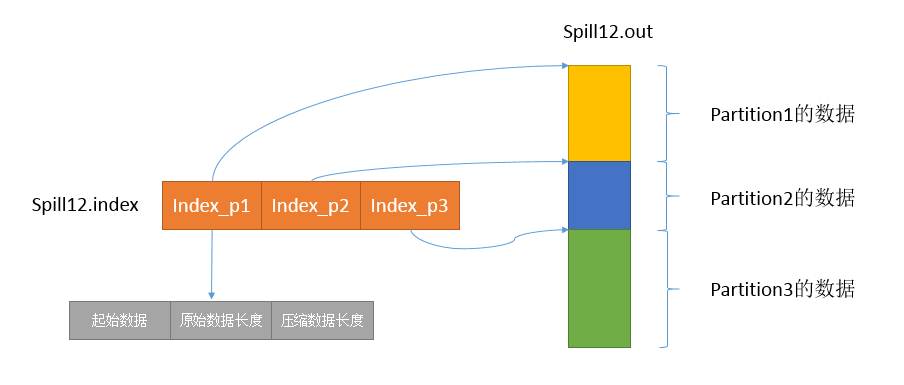 Spill12.out
Partition1的数据
Spill12.index
Index_p1
Index_p2
Index_p3
Partition2的数据
Partition3的数据
起始数据
原始数据长度
压缩数据长度